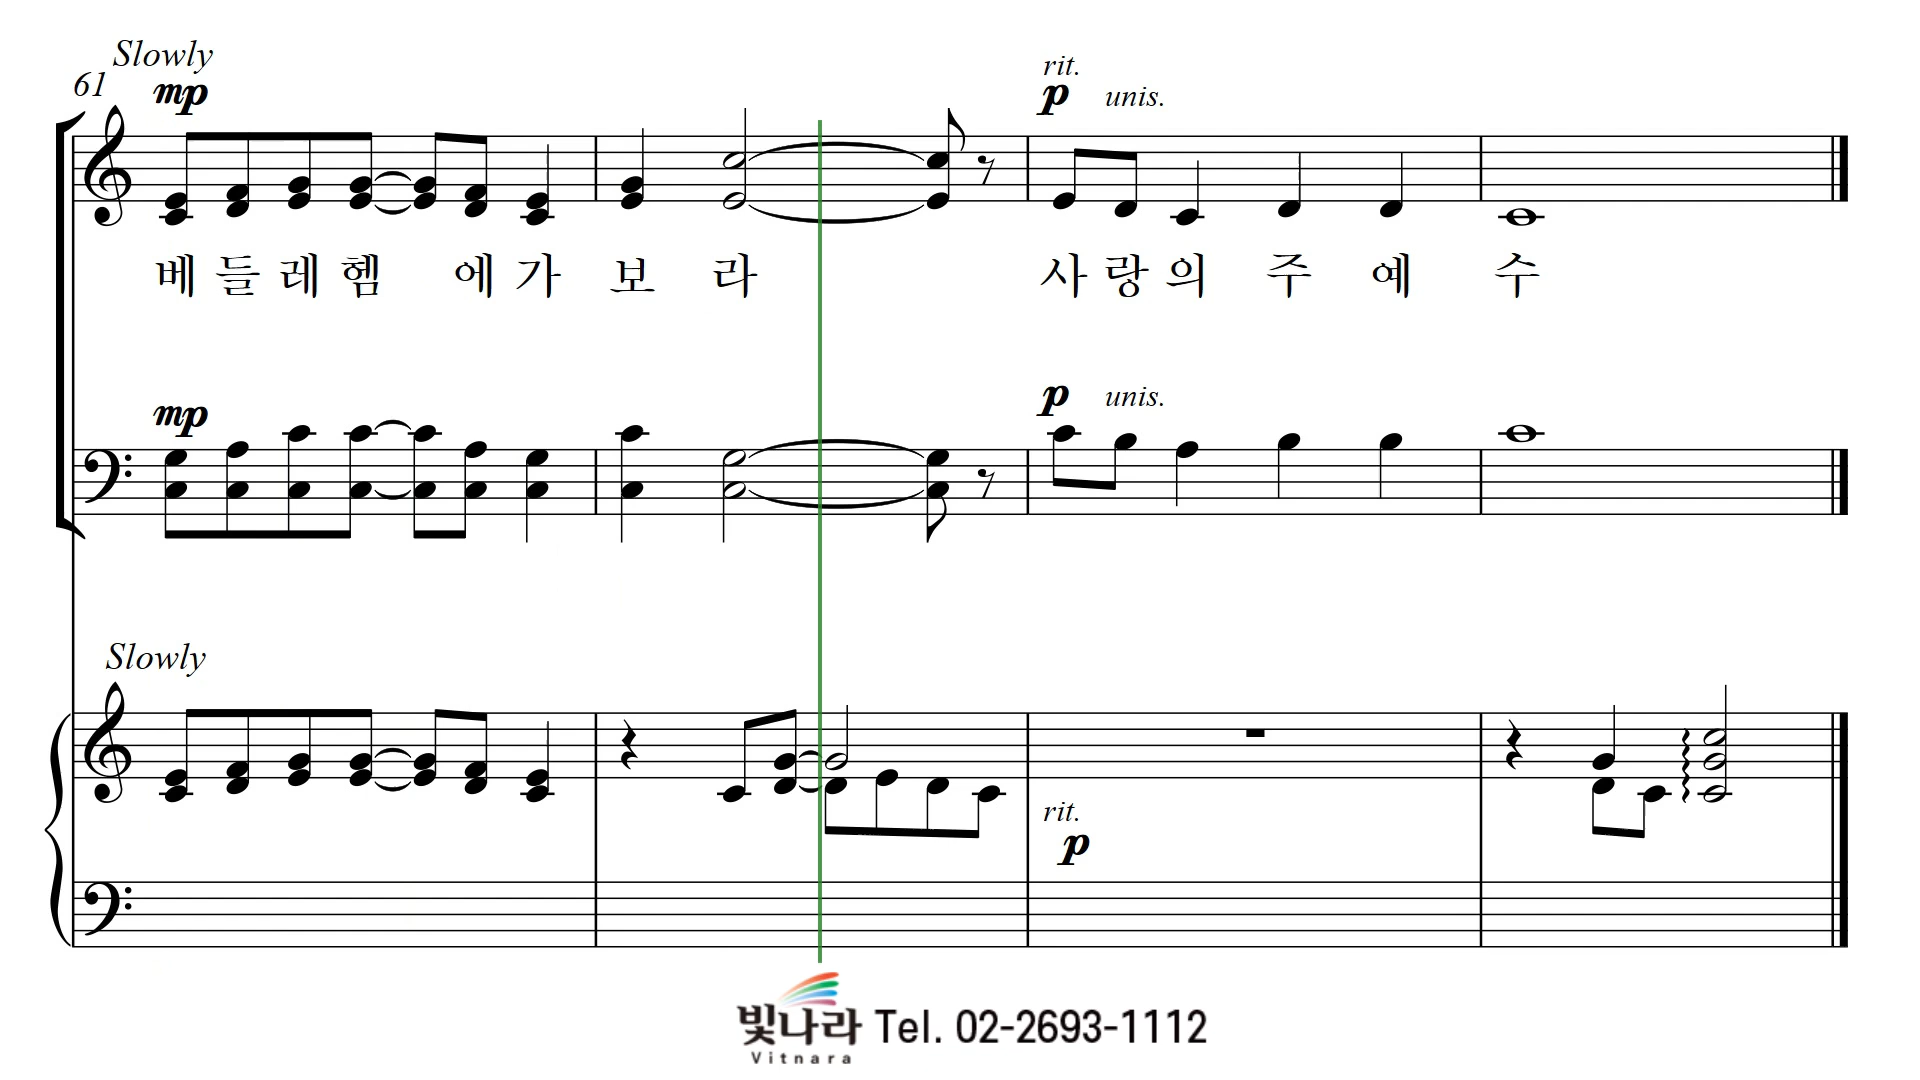 Slowly
61
mp
rit.
p unis.
베 들 레 헴 에 가 보 라 사 랑 의 주 예 수
mp
p unis.
Slowly
rit.
p
빛나라 Tel. 02-2693-1112
Vitnara